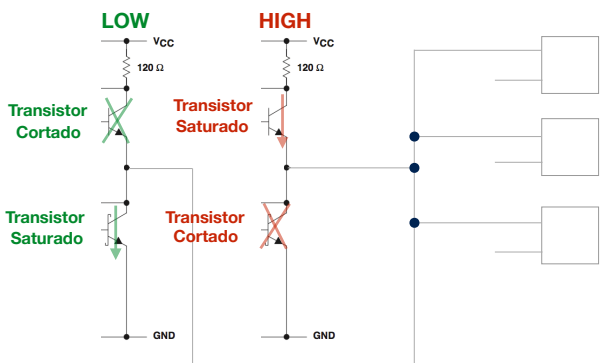 LOW
HIGH
VCC
VCC
120 Ω
120 Ω
Transistor
Cortado
Transistor
Saturado
Transistor
Saturado
Transistor
Cortado
GND
GND